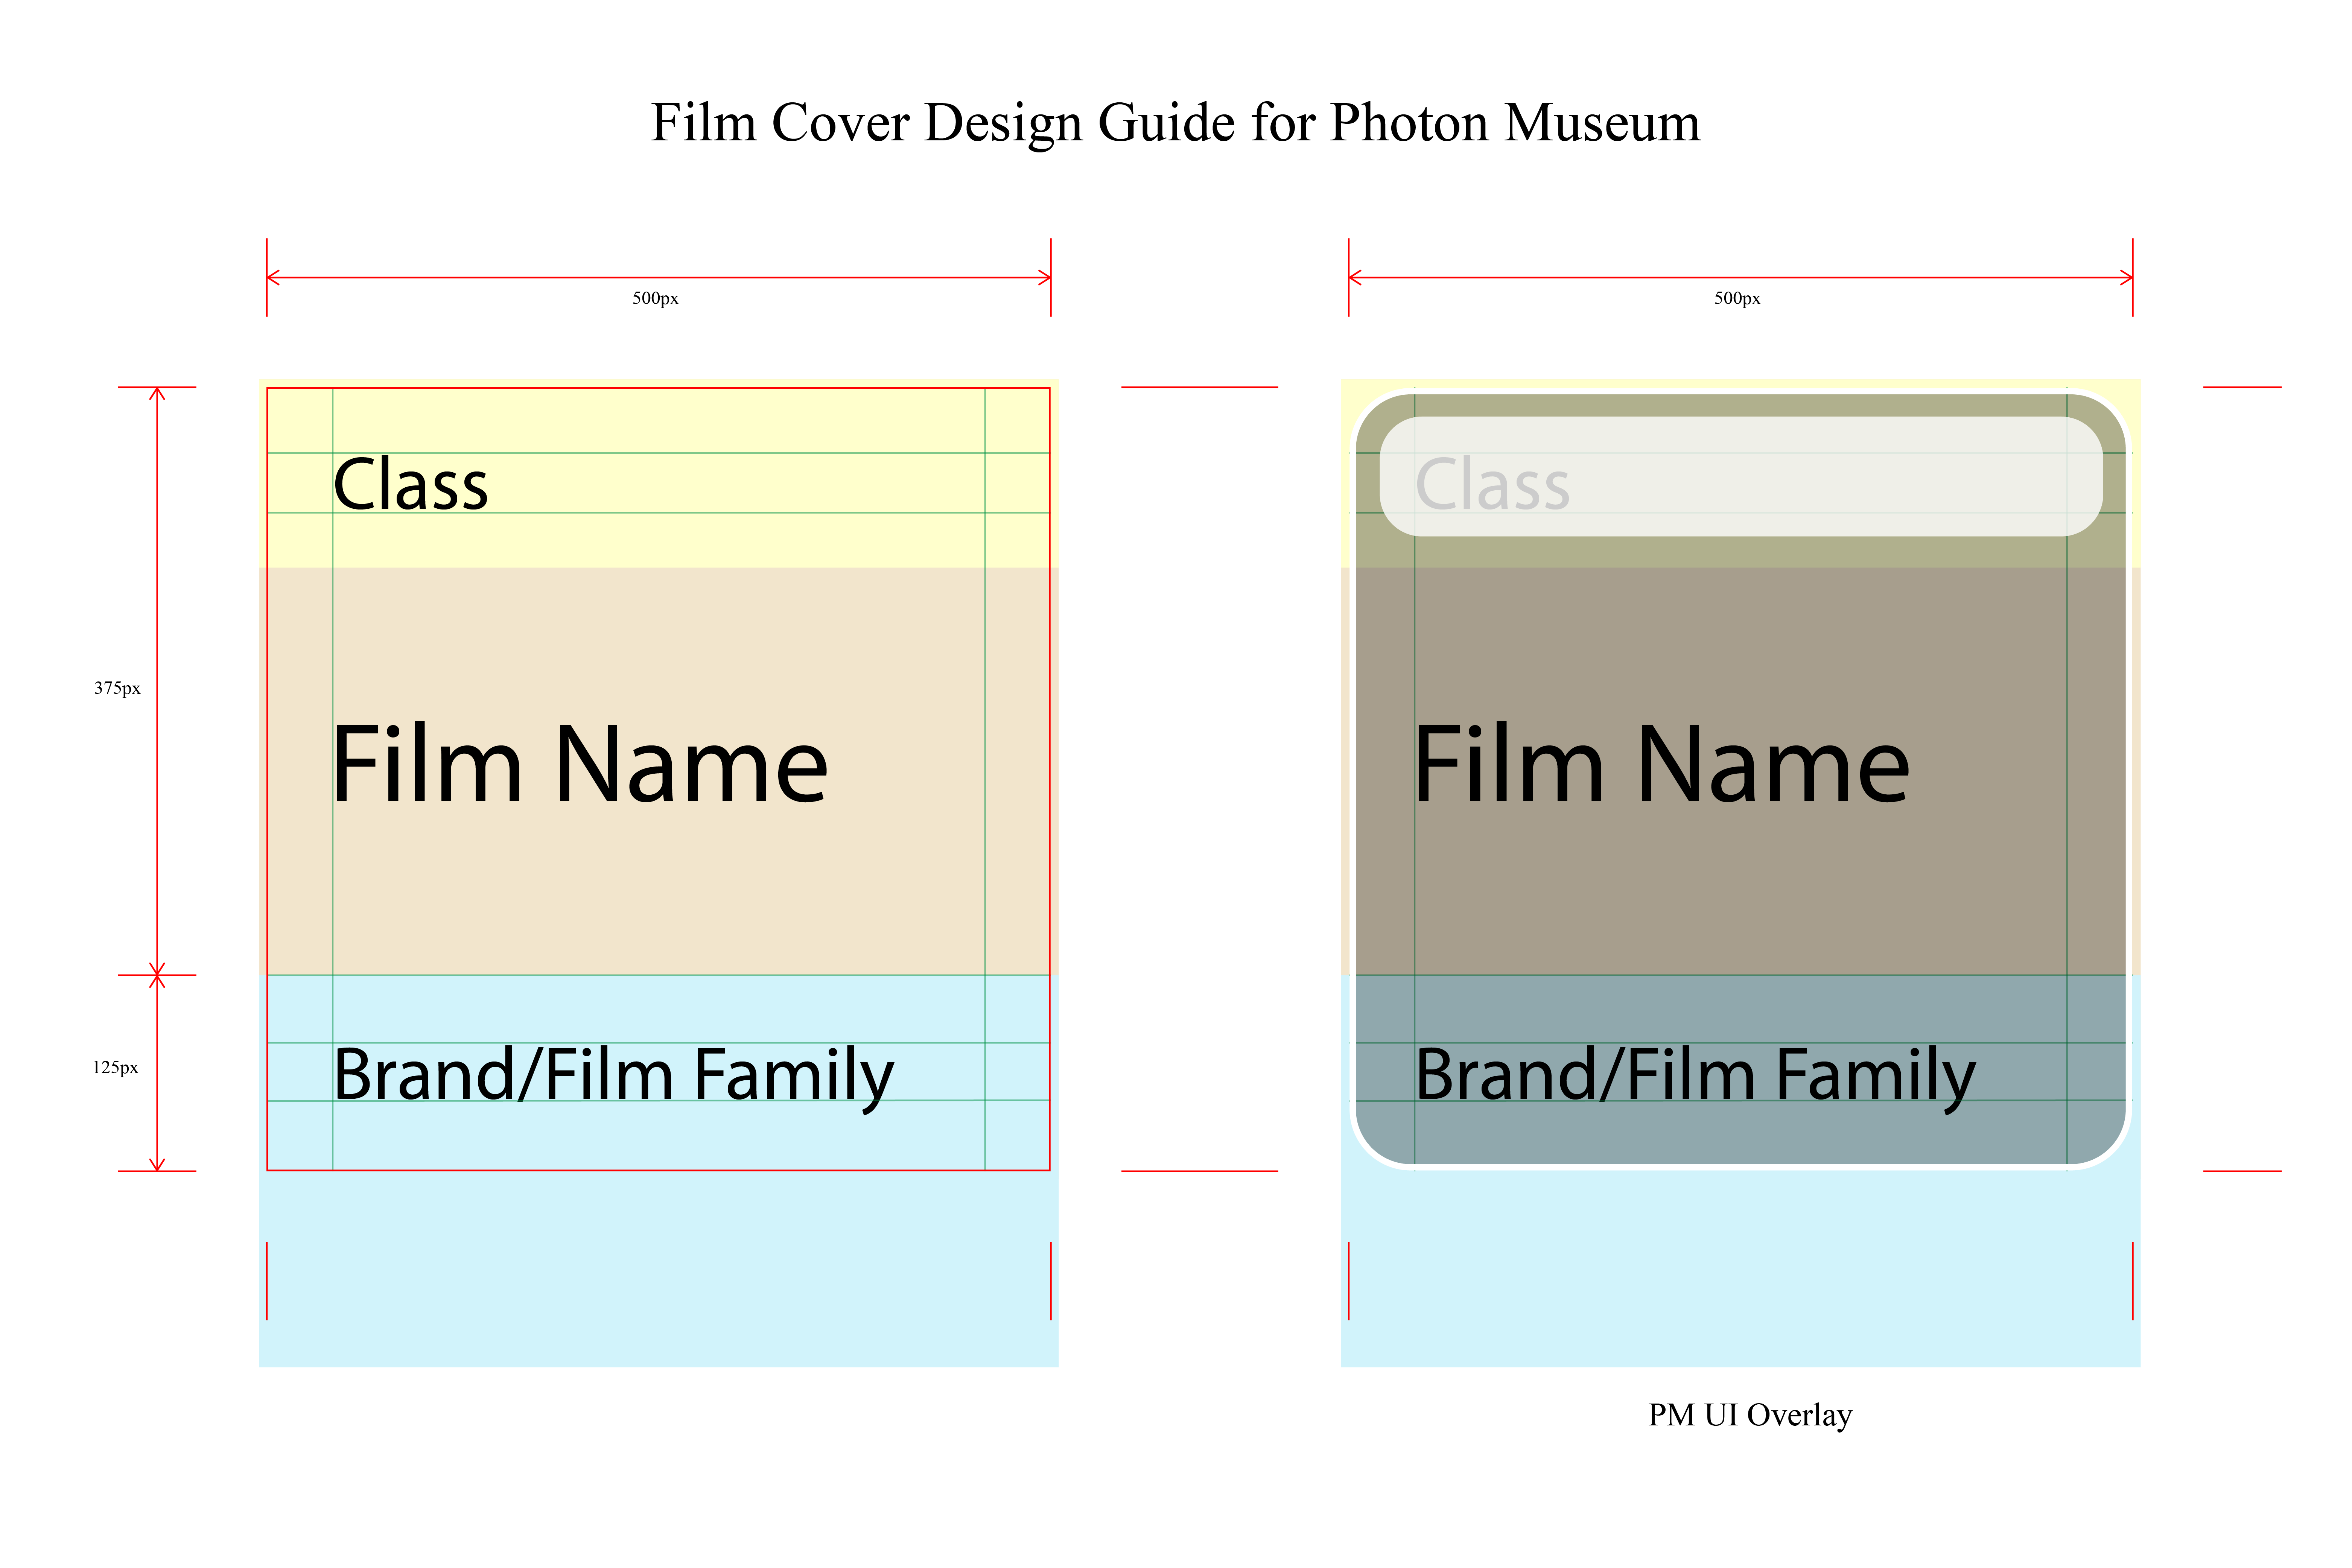 Film Cover Design Guide for Photon Museum
500px
500px
Class
Class
375px
Film Name
Film Name
125px
Brand/Film Family
Brand/Film Family
PM UI Overlay